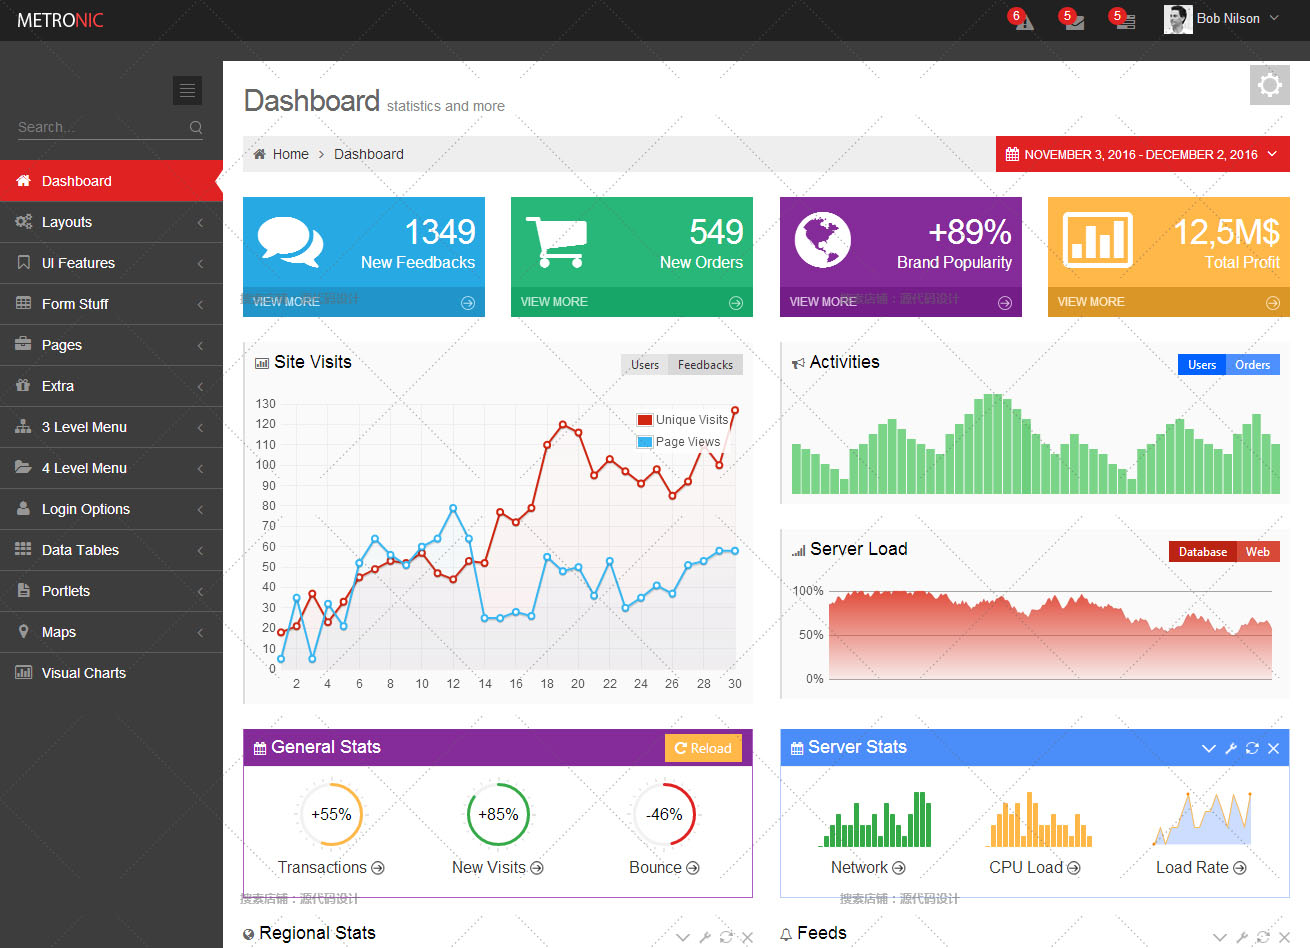 METRONIC
6
5
5
Bob Nilson
Search...
Dashboard
Layouts
UI Features
Form Stuff
Pages
Extra
3 Level Menu
4 Level Menu
Login Options
Data Tables
Portlets
Maps
Visual Charts
Dashboard statistics and more
Home > Dashboard
NOVEMBER 3, 2016 - DECEMBER 2, 2016
1349
New Feedbacks
VIEW MORE
549
New Orders
VIEW MORE
+89%
Brand Popularity
VIEW MORE
12,5M$
Total Profit
VIEW MORE
搜索店铺：源代码设计
搜索店铺：源代码设计
Site Visits
Users Feedbacks
Unique Visits
Page Views
130
120
110
100
90
80
70
60
50
40
30
20
10
0
2 4 6 8 10 12 14 16 18 20 22 24 26 28 30
Activities
Users Orders
Server Load
Database Web
100%
50%
0%
General Stats
Reload
+55%
+85%
-46%
Transactions
New Visits
Bounce
Server Stats
Network
CPU Load
Load Rate
搜索店铺：源代码设计
搜索店铺：源代码设计
Regional Stats
Feeds